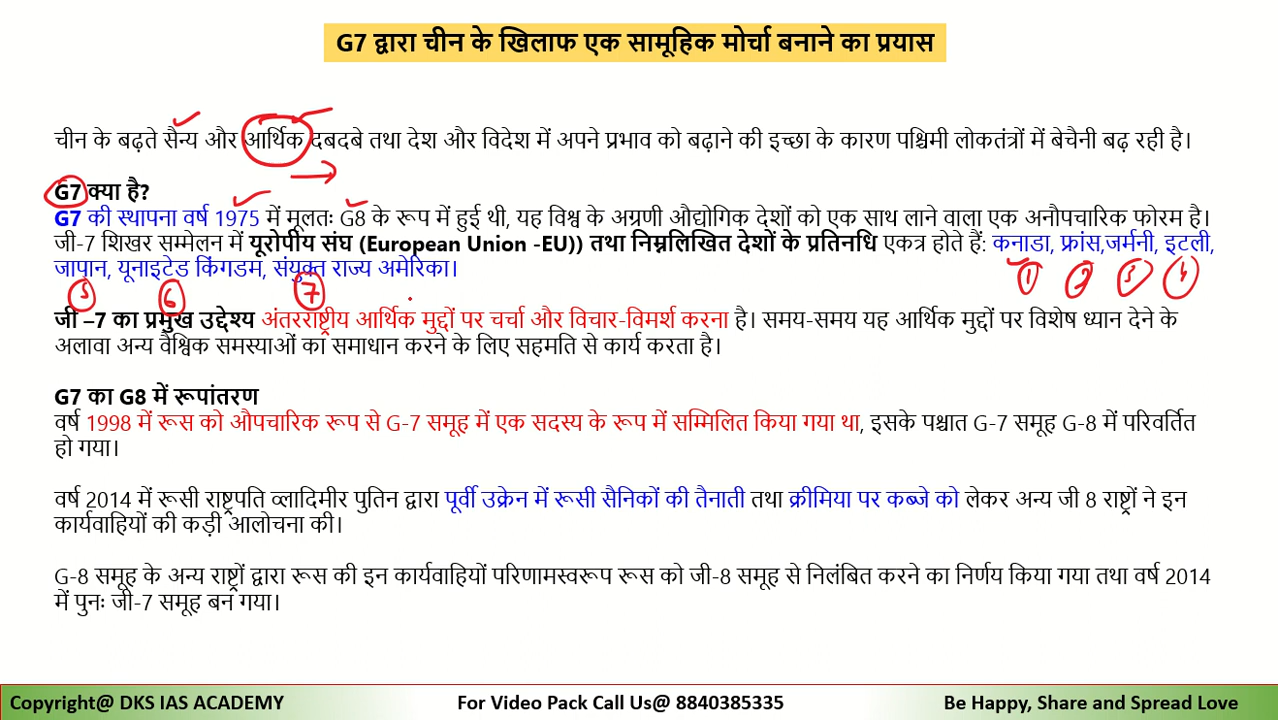 G7 द्वारा चीन के खिलाफ एक सामूहिक मोर्चा बनाने का प्रयास
चीन के बढ़ते सैन्य और आर्थिक दबदबे तथा देश और विदेश में अपने प्रभाव को बढ़ाने की इच्छा के कारण पश्चिमी लोकतंत्रों में बेचैनी बढ़ रही है।
G7 क्या है?
G7 की स्थापना वर्ष 1975 में मूलतः G8 के रूप में हुई थी, यह विश्व के अग्रणी औद्योगिक देशों को एक साथ लाने वाला एक अनौपचारिक फोरम है।
जी-7 शिखर सम्मेलन में यूरोपीय संघ (European Union -EU)) तथा निम्नलिखित देशों के प्रतिनधि एकत्र होते हैं: कनाडा, फ्रांस,जर्मनी, इटली,
जापान, यूनाइटेड किंगडम, संयुक्त राज्य अमेरिका।
1 2 3 4
5 6 7
जी –7 का प्रमुख उद्देश्य अंतरराष्ट्रीय आर्थिक मुद्दों पर चर्चा और विचार-विमर्श करना है। समय-समय यह आर्थिक मुद्दों पर विशेष ध्यान देने के
अलावा अन्य वैश्विक समस्याओं का समाधान करने के लिए सहमति से कार्य करता है।
G7 का G8 में रूपांतरण
वर्ष 1998 में रूस को औपचारिक रूप से G-7 समूह में एक सदस्य के रूप में सम्मिलित किया गया था, इसके पश्चात G-7 समूह G-8 में परिवर्तित
हो गया।
वर्ष 2014 में रूसी राष्ट्रपति व्लादिमीर पुतिन द्वारा पूर्वी उक्रेन में रूसी सैनिकों की तैनाती तथा क्रीमिया पर कब्जे को लेकर अन्य जी 8 राष्ट्रों ने इन
कार्यवाहियों की कड़ी आलोचना की।
G-8 समूह के अन्य राष्ट्रों द्वारा रूस की इन कार्यवाहियों परिणामस्वरूप रूस को जी-8 समूह से निलंबित करने का निर्णय किया गया तथा वर्ष 2014
में पुनः जी-7 समूह बन गया।
Copyright@ DKS IAS ACADEMY
For Video Pack Call Us@ 8840385335
Be Happy, Share and Spread Love